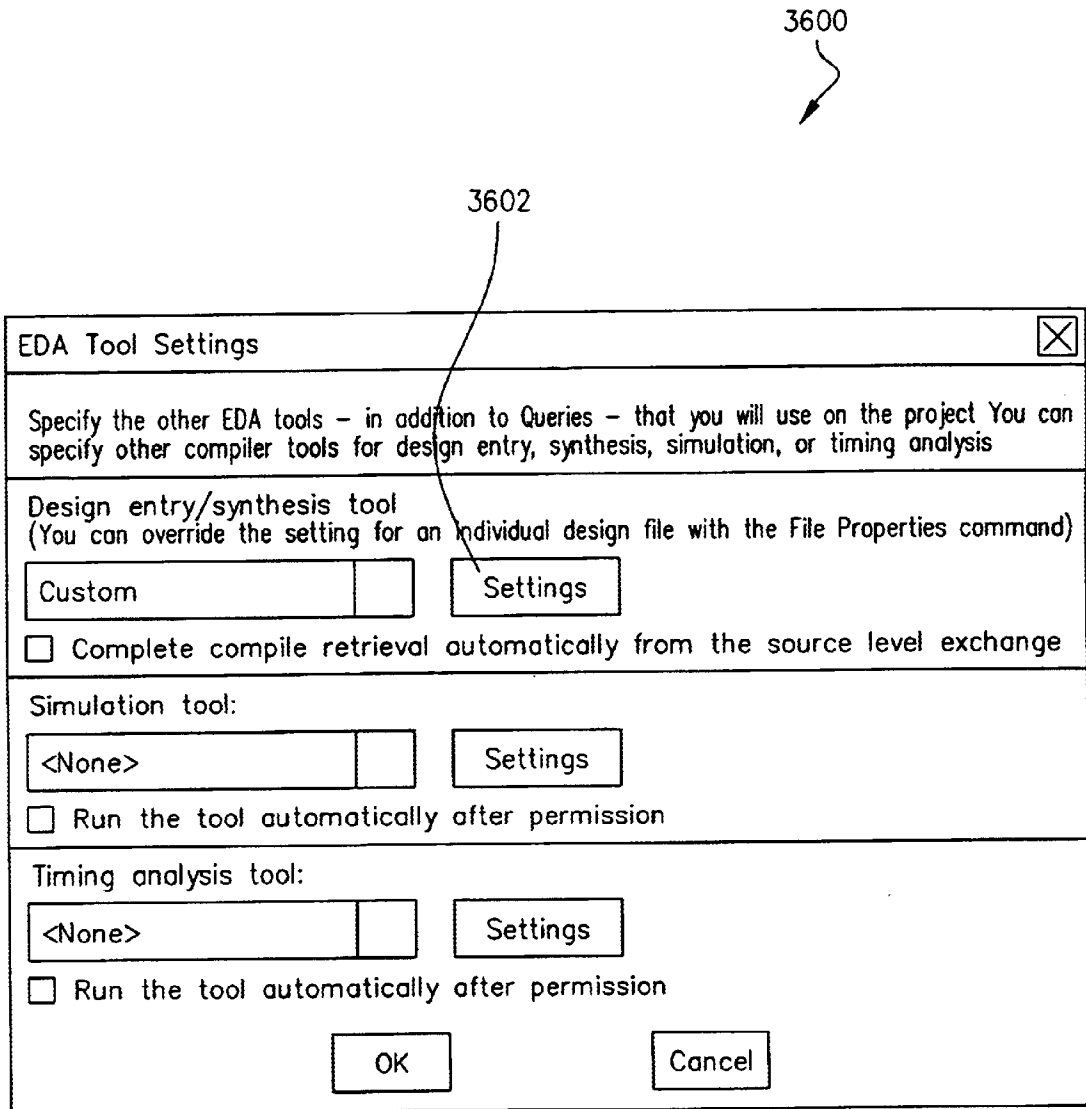 3600
3602
EDA Tool Settings
Specify the other EDA tools – in addition to Queries – that you will use on the project You can
specify other compiler tools for design entry, synthesis, simulation, or timing analysis
Design entry/synthesis tool
(You can override the setting for an individual design file with the File Properties command)
Custom
Settings
Complete compile retrieval automatically from the source level exchange
Simulation tool:
<None>
Settings
Run the tool automatically after permission
Timing analysis tool:
<None>
Settings
Run the tool automatically after permission
OK
Cancel